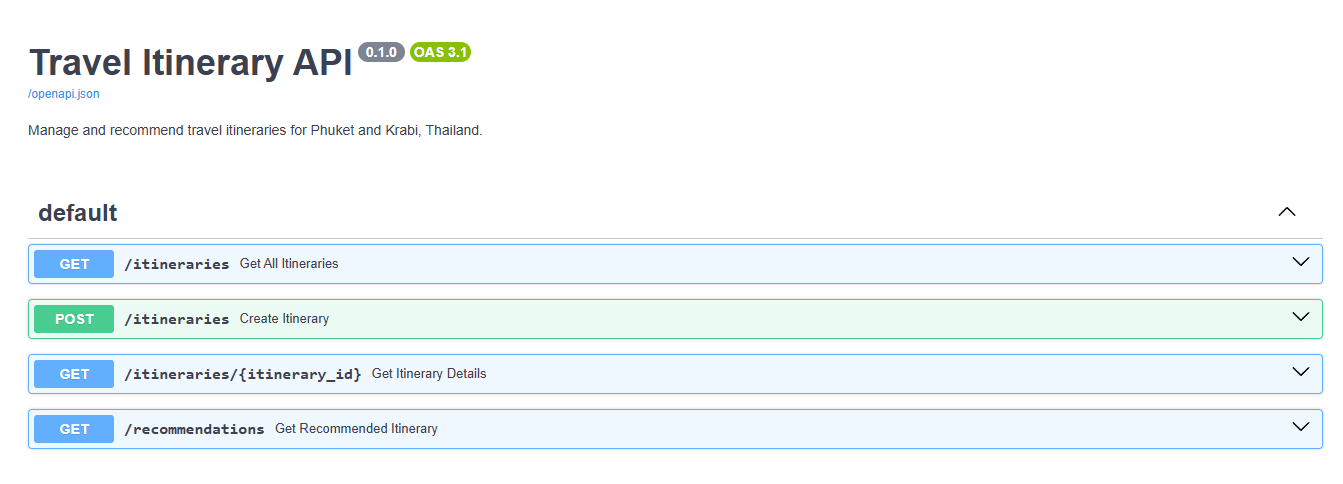 Travel Itinerary API 0.1.0 OAS 3.1
/openapi.json
Manage and recommend travel itineraries for Phuket and Krabi, Thailand.
default
GET /itineraries Get All Itineraries
POST /itineraries Create Itinerary
GET /itineraries/{itinerary_id} Get Itinerary Details
GET /recommendations Get Recommended Itinerary